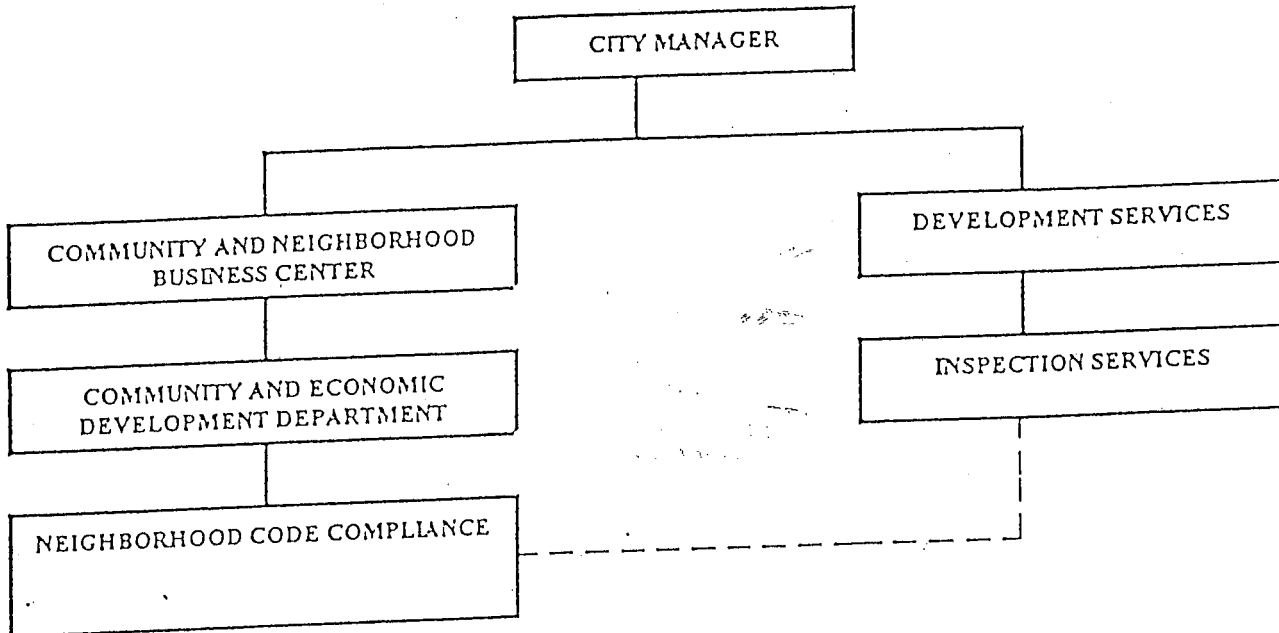 CITY MANAGER
COMMUNITY AND NEIGHBORHOOD
BUSINESS CENTER
DEVELOPMENT SERVICES
COMMUNITY AND ECONOMIC
DEVELOPMENT DEPARTMENT
INSPECTION SERVICES
NEIGHBORHOOD CODE COMPLIANCE